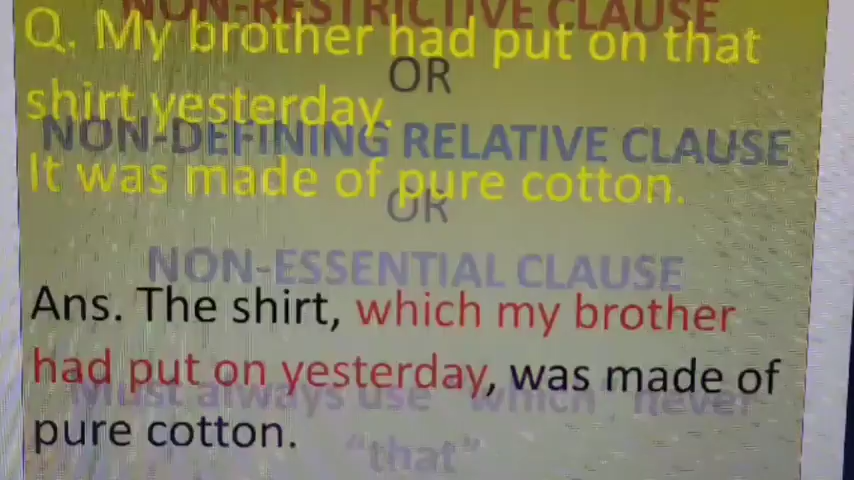 NON-RESTRICTIVE CLAUSE
Q. My brother had put on that
OR
shirt yesterday.
NON-DEFINING RELATIVE CLAUSE
It was made of pure cotton.
OR
NON-ESSENTIAL CLAUSE
Ans. The shirt, which my brother
had put on yesterday, was made of
Must always use "which" never
pure cotton.
"that"